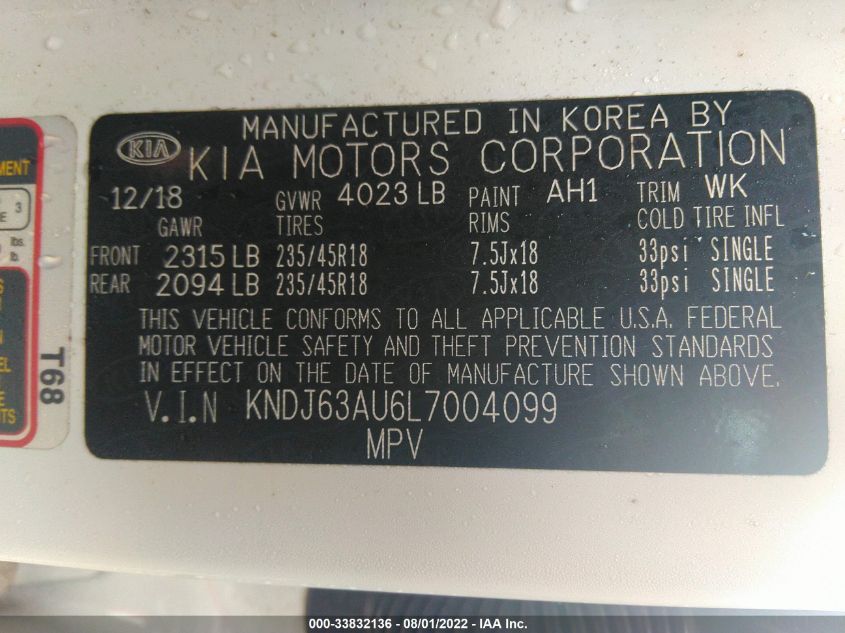 MANUFACTURED IN KOREA BY
KIA KIA MOTORS CORPORATION
12/18 GVWR 4023 LB PAINT AH1 TRIM WK
GAWR TIRES RIMS COLD TIRE INFL
FRONT 2315 LB 235/45R18 7.5Jx18 33psi SINGLE
REAR 2094 LB 235/45R18 7.5Jx18 33psi SINGLE
THIS VEHICLE CONFORMS TO ALL APPLICABLE U.S.A. FEDERAL
MOTOR VEHICLE SAFETY AND THEFT PREVENTION STANDARDS
IN EFFECT ON THE DATE OF MANUFACTURE SHOWN ABOVE.
V.I.N KNDJ63AU6L7004099
MPV
3
lbs.
lb.
T68
000-33832136 - 08/01/2022 - © IAA Inc.